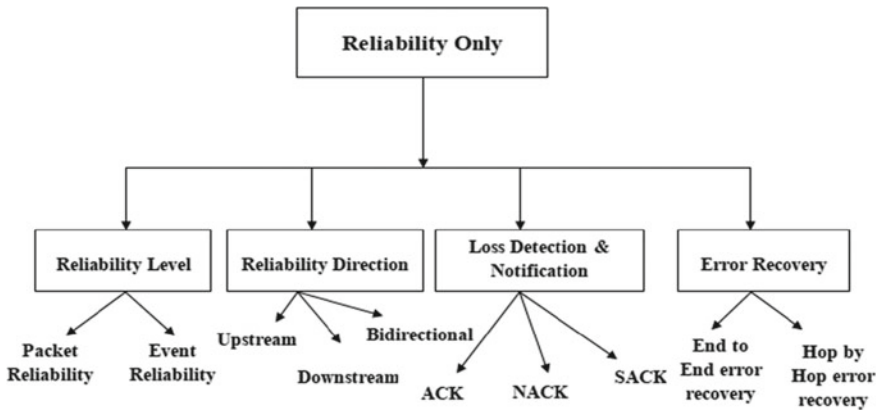 Reliability Only
Reliability Level
Reliability Direction
Loss Detection &
Notification
Error Recovery
Packet
Reliability
Event
Reliability
Upstream
Downstream
Bidirectional
ACK
NACK
SACK
End to
End error
recovery
Hop by
Hop error
recovery